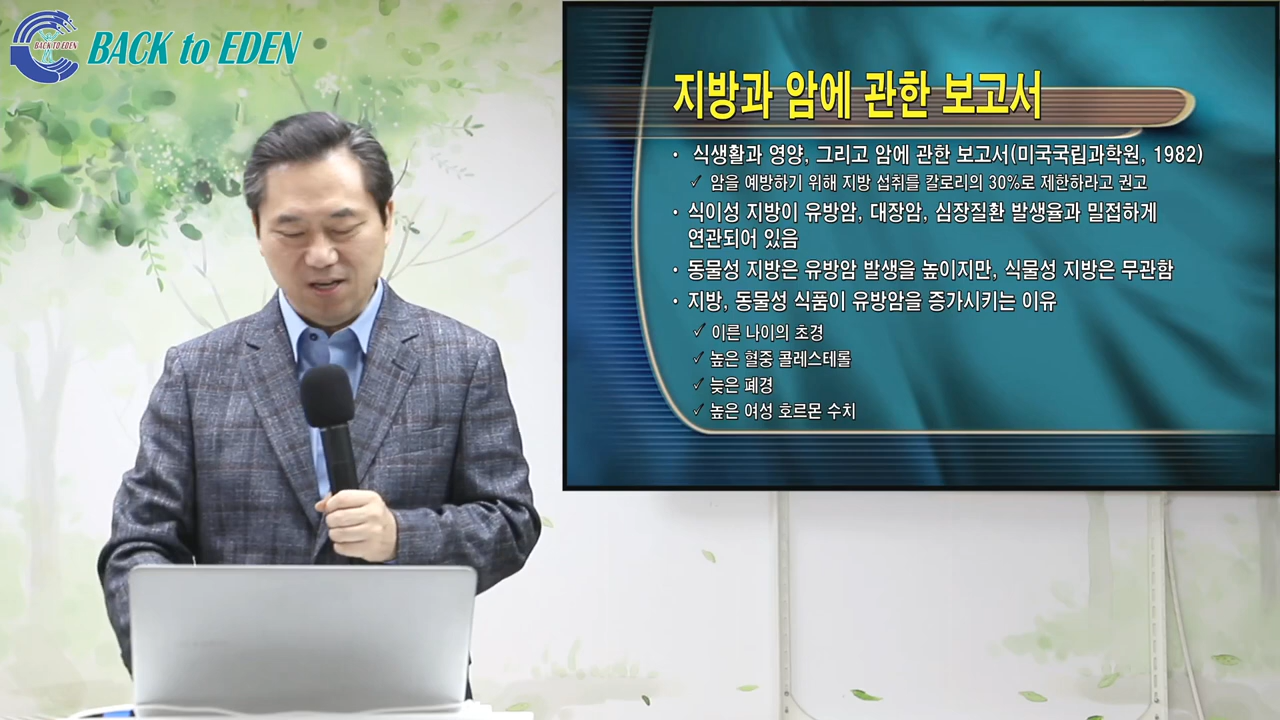 BACK TO EDEN
BACK to EDEN
지방과 암에 관한 보고서
• 식생활과 영양, 그리고 암에 관한 보고서(미국국립과학원, 1982)
✓ 암을 예방하기 위해 지방 섭취를 칼로리의 30%로 제한하라고 권고
• 식이성 지방이 유방암, 대장암, 심장질환 발생율과 밀접하게
연관되어 있음
• 동물성 지방은 유방암 발생을 높이지만, 식물성 지방은 무관함
• 지방, 동물성 식품이 유방암을 증가시키는 이유
✓ 이른 나이의 초경
✓ 높은 혈중 콜레스테롤
✓ 늦은 폐경
✓ 높은 여성 호르몬 수치